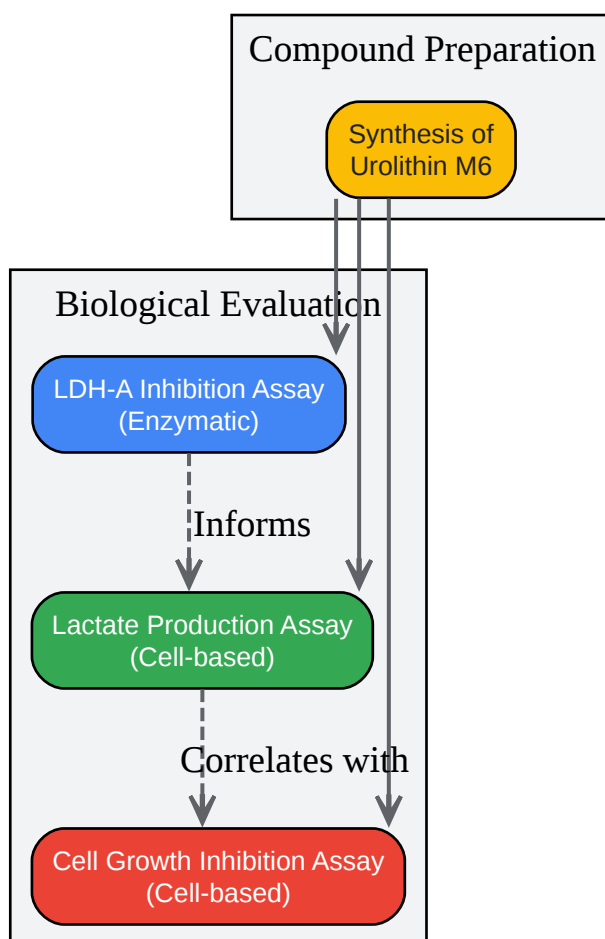 Compound Preparation
Synthesis of
Urolithin M6
Biological Evaluation
LDH-A Inhibition Assay
(Enzymatic)
Informs
Lactate Production Assay
(Cell-based)
Correlates with
Cell Growth Inhibition Assay
(Cell-based)